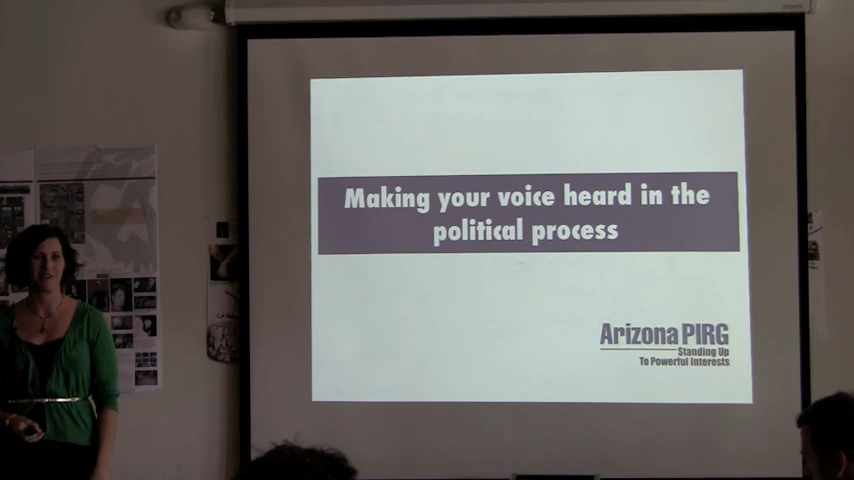 Making your voice heard in the
political process
Arizona PIRG
Standing Up
To Powerful Interests